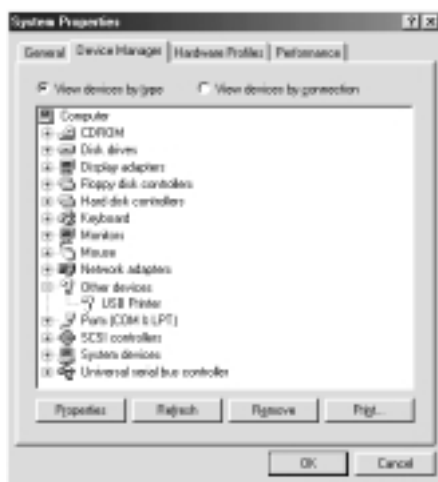 System Properties
General Device Manager Hardware Profiles Performance
View devices by type View devices by connection
Computer
CDROM
Disk drives
Display adapters
Floppy disk controllers
Hard disk controllers
Keyboard
Monitors
Mouse
Network adapters
Other devices
USB Printer
Ports (COM & LPT)
SCSI controllers
System devices
Universal serial bus controller
Properties Refresh Remove Print...
OK Cancel